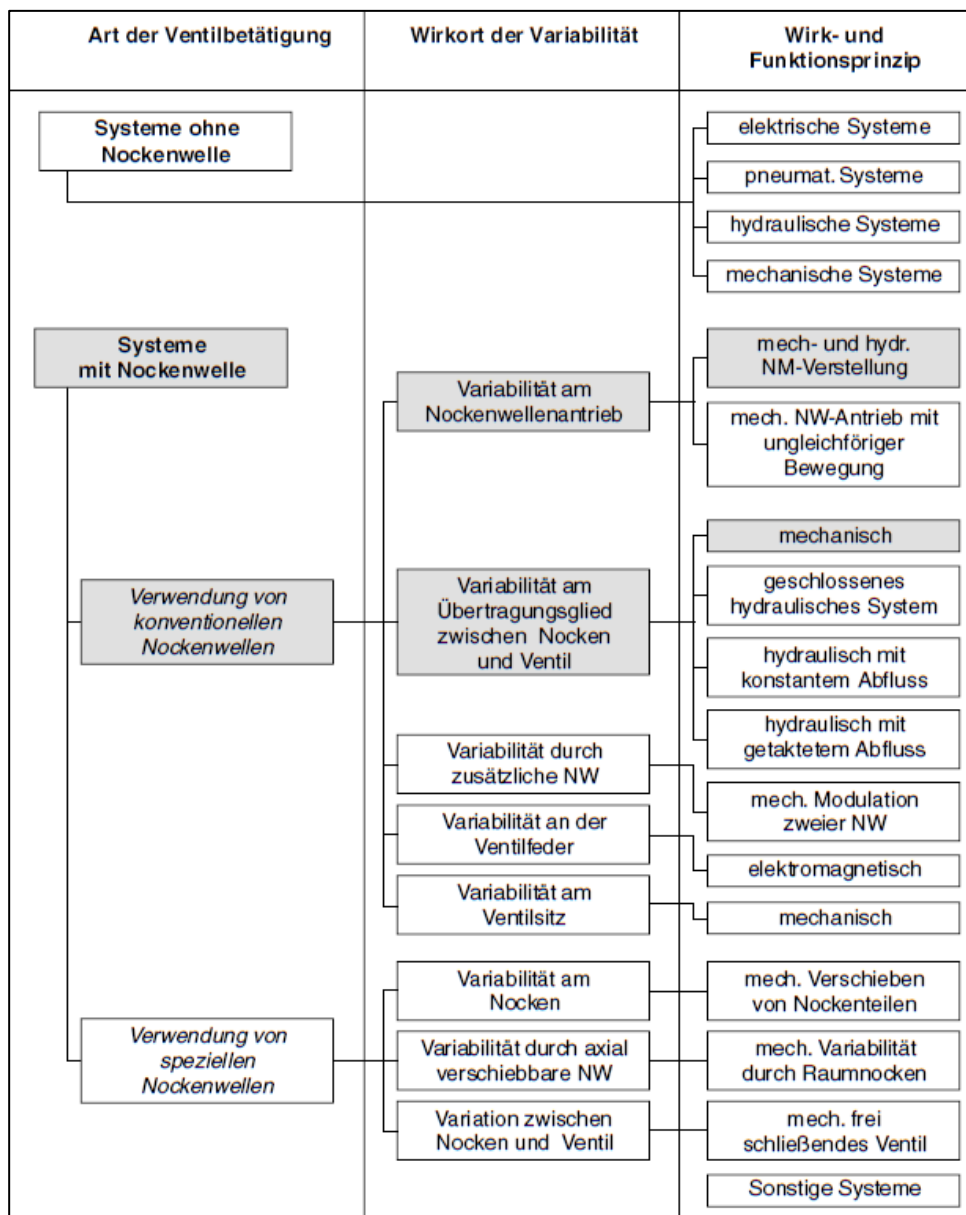 Art der Ventilbetätigung
Wirkort der Variabilität
Wirk- und
Funktionsprinzip
Systeme ohne
Nockenwelle
elektrische Systeme
pneumat. Systeme
hydraulische Systeme
mechanische Systeme
Systeme
mit Nockenwelle
Variabilität am
Nockenwellenantrieb
mech- und hydr.
NM-Verstellung
mech. NW-Antrieb mit
ungleichföriger
Bewegung
Verwendung von
konventionellen
Nockenwellen
Variabilität am
Übertragungsglied
zwischen Nocken
und Ventil
mechanisch
geschlossenes
hydraulisches System
hydraulisch mit
konstantem Abfluss
hydraulisch mit
getaktetem Abfluss
Variabilität durch
zusätzliche NW
mech. Modulation
zweier NW
Variabilität an der
Ventilfeder
elektromagnetisch
Variabilität am
Ventilsitz
mechanisch
Verwendung von
speziellen
Nockenwellen
Variabilität am
Nocken
mech. Verschieben
von Nockenteilen
Variabilität durch axial
verschiebbare NW
mech. Variabilität
durch Raumnocken
Variation zwischen
Nocken und Ventil
mech. frei
schließendes Ventil
Sonstige Systeme